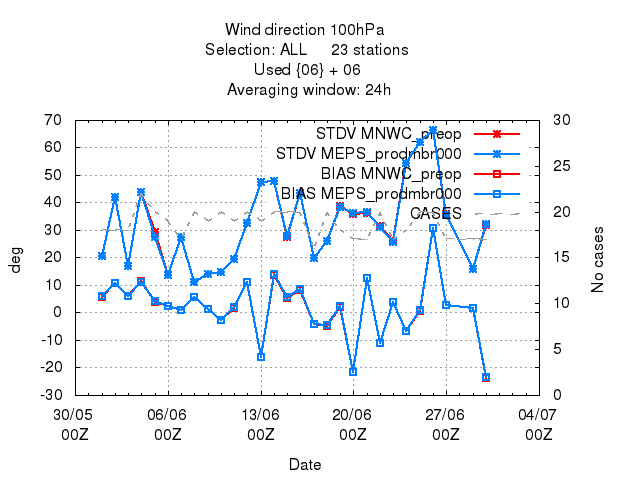 Wind direction 100hPa
Selection: ALL 23 stations
Used {06} + 06
Averaging window: 24h
70
60
50
40
30
20
10
0
-10
-20
-30
deg
STDV MNWC_preop
STDV MEPS_prodmbr000
BIAS MNWC_preop
BIAS MEPS_prodmbr000
CASES
30
25
20
15
10
5
0
No cases
30/05 06/06 13/06 20/06 27/06 04/07
00Z 00Z 00Z 00Z 00Z 00Z
Date